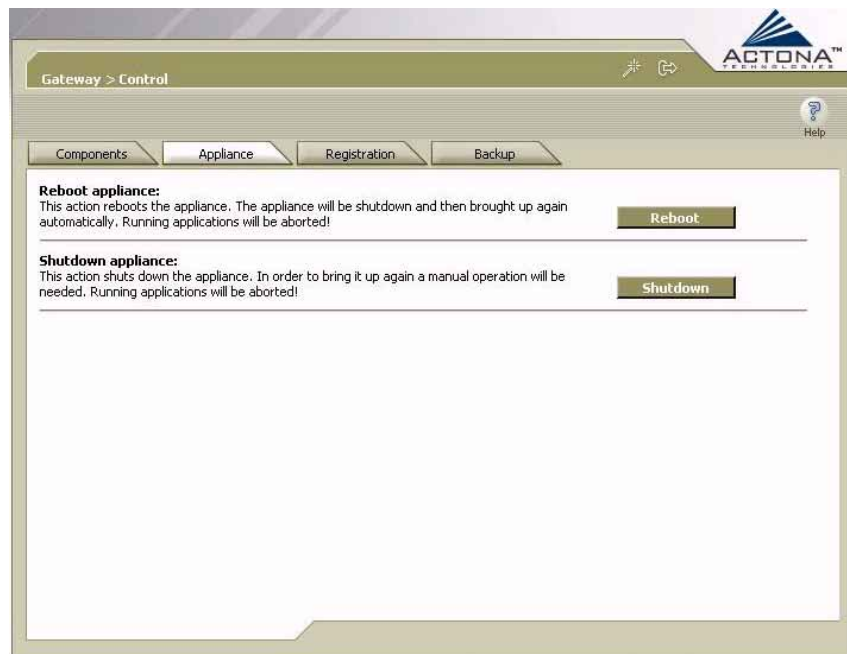 ACTONA™
TECHNOLOGIES
Gateway > Control
Help
Components
Appliance
Registration
Backup
Reboot appliance:
This action reboots the appliance. The appliance will be shutdown and then brought up again
automatically. Running applications will be aborted!
Reboot
Shutdown appliance:
This action shuts down the appliance. In order to bring it up again a manual operation will be
needed. Running applications will be aborted!
Shutdown